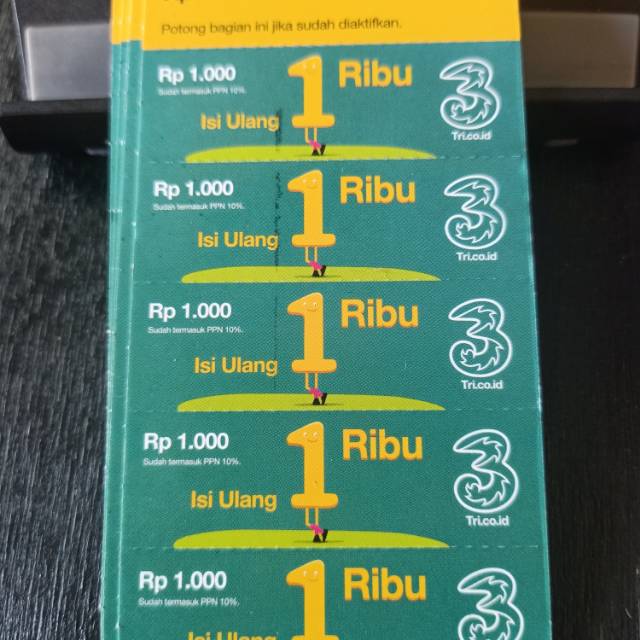 Potong bagian ini jika sudah diaktifkan.
Rp 1.000
Sudah termasuk PPN 10%.
Isi Ulang 1 Ribu
3
Tri.co.id
Rp 1.000
Sudah termasuk PPN 10%.
Isi Ulang 1 Ribu
3
Tri.co.id
Rp 1.000
Sudah termasuk PPN 10%.
Isi Ulang 1 Ribu
3
Tri.co.id
Rp 1.000
Sudah termasuk PPN 10%.
Isi Ulang 1 Ribu
3
Tri.co.id
Rp 1.000
Sudah termasuk PPN 10%.
Isi Ulang 1 Ribu
3